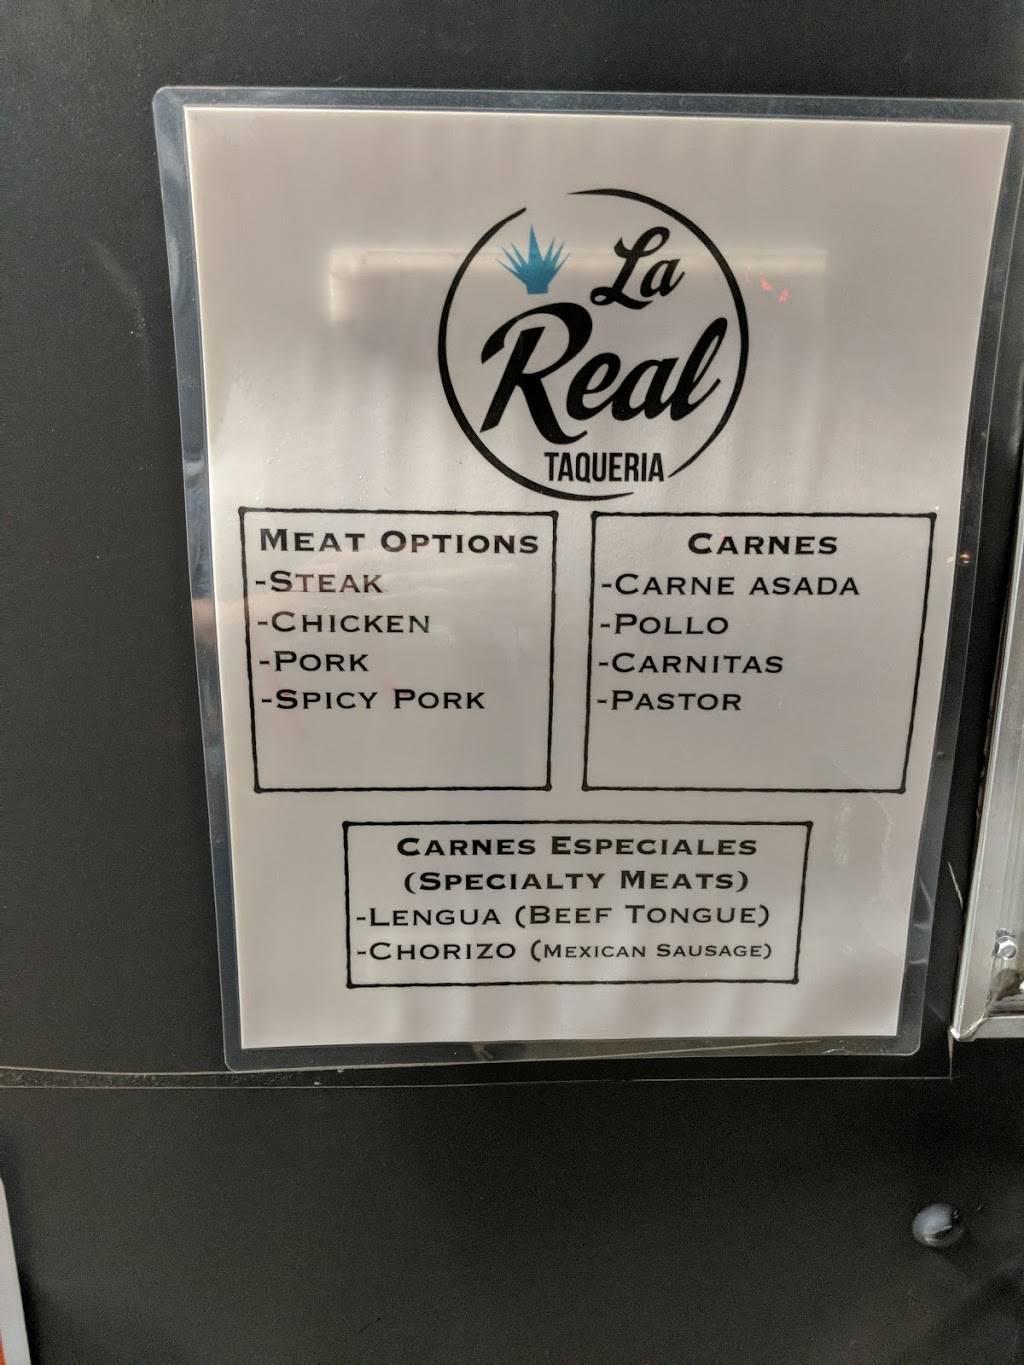 La
Real
TAQUERIA
MEAT OPTIONS
-STEAK
-CHICKEN
-PORK
-SPICY PORK
CARNES
-CARNE ASADA
-POLLO
-CARNITAS
-PASTOR
CARNES ESPECIALES
(SPECIALTY MEATS)
-LENGUA (BEEF TONGUE)
-CHORIZO (MEXICAN SAUSAGE)